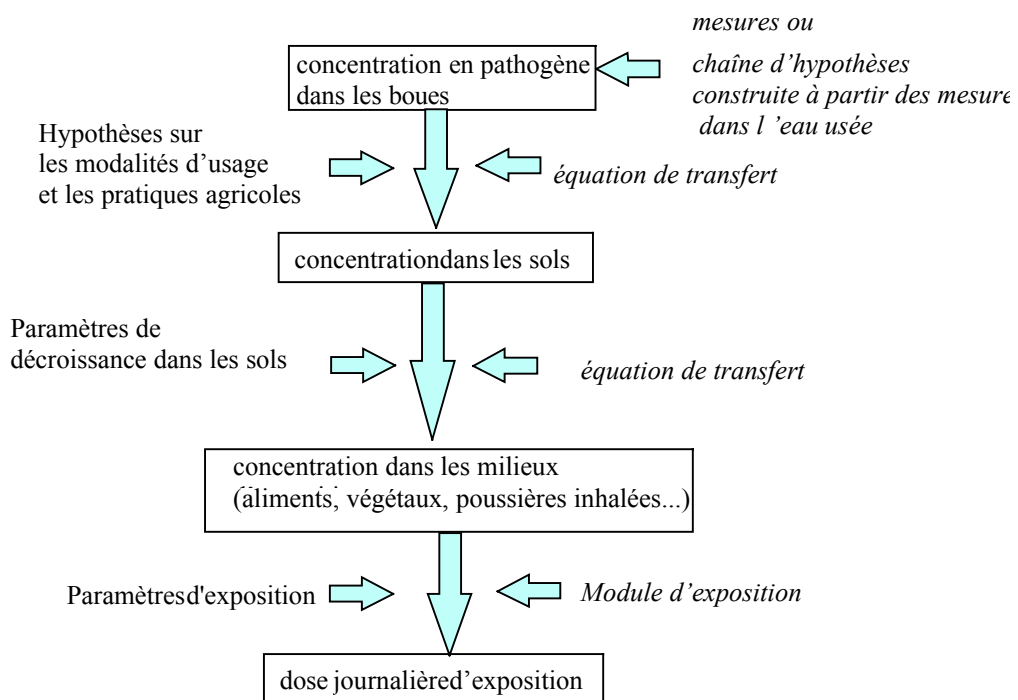 mesures ou
concentration en pathogène
dans les boues
chaîne d'hypothèses
construite à partir des mesure
dans l 'eau usée
Hypothèses sur
les modalités d'usage
et les pratiques agricoles
équation de transfert
concentrationdans les sols
Paramètres de
décroissance dans les sols
équation de transfert
concentration dans les milieux
(aliments, végétaux, poussières inhalées...)
Paramètresd'exposition
Module d'exposition
dose journalièred'exposition